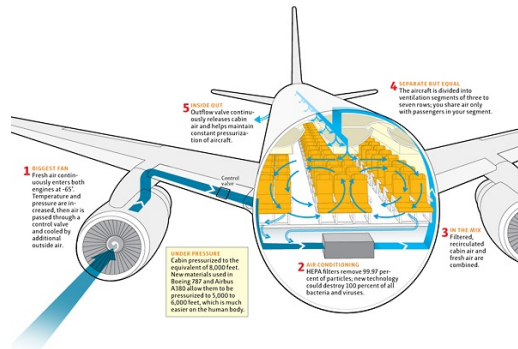 1 BIGGEST FAN
Fresh air contin-
uously enters both
engines at -65°.
Temperature and
pressure are in-
creased, then air is
passed through a
control valve
and cooled by
additional
outside air.
5 INSIDE OUT
Outflow valve continu-
ously releases cabin
air and helps maintain
constant pressuriza-
tion of aircraft.
4 SEPARATE BUT EQUAL
The aircraft is divided into
ventilation segments of three to
seven rows; you share air only
with passengers in your segment.
Control
valve
UNDER PRESSURE
Cabin pressurized to the
equivalent of 8,000 feet.
New materials used in
Boeing 787 and Airbus
A380 allow them to be
pressurized to 5,000 to
6,000 feet, which is much
easier on the human body.
2 AIR CONDITIONING
HEPA filters remove 99.97 per-
cent of particles; new technology
could destroy 100 percent of all
bacteria and viruses.
3 IN THE MIX
Filtered,
recirculated
cabin air and
fresh air are
combined.